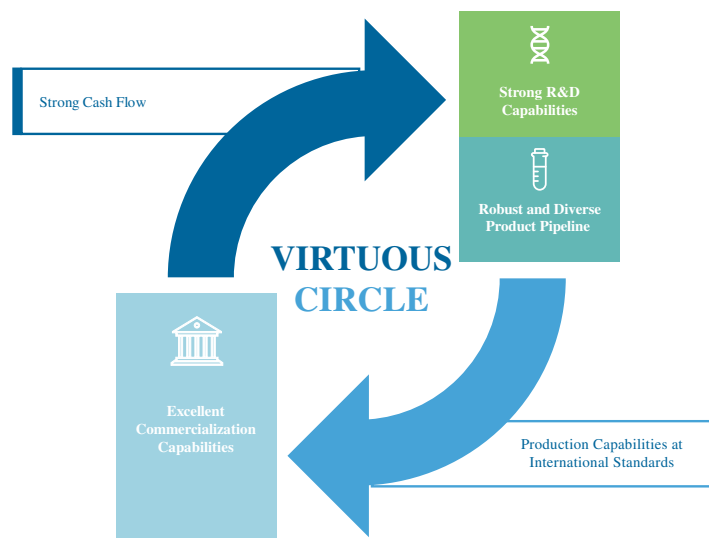 Strong Cash Flow
Strong R&D
Capabilities
Robust and Diverse
Product Pipeline
VIRTUOUS
CIRCLE
Excellent
Commercialization
Capabilities
Production Capabilities at
International Standards